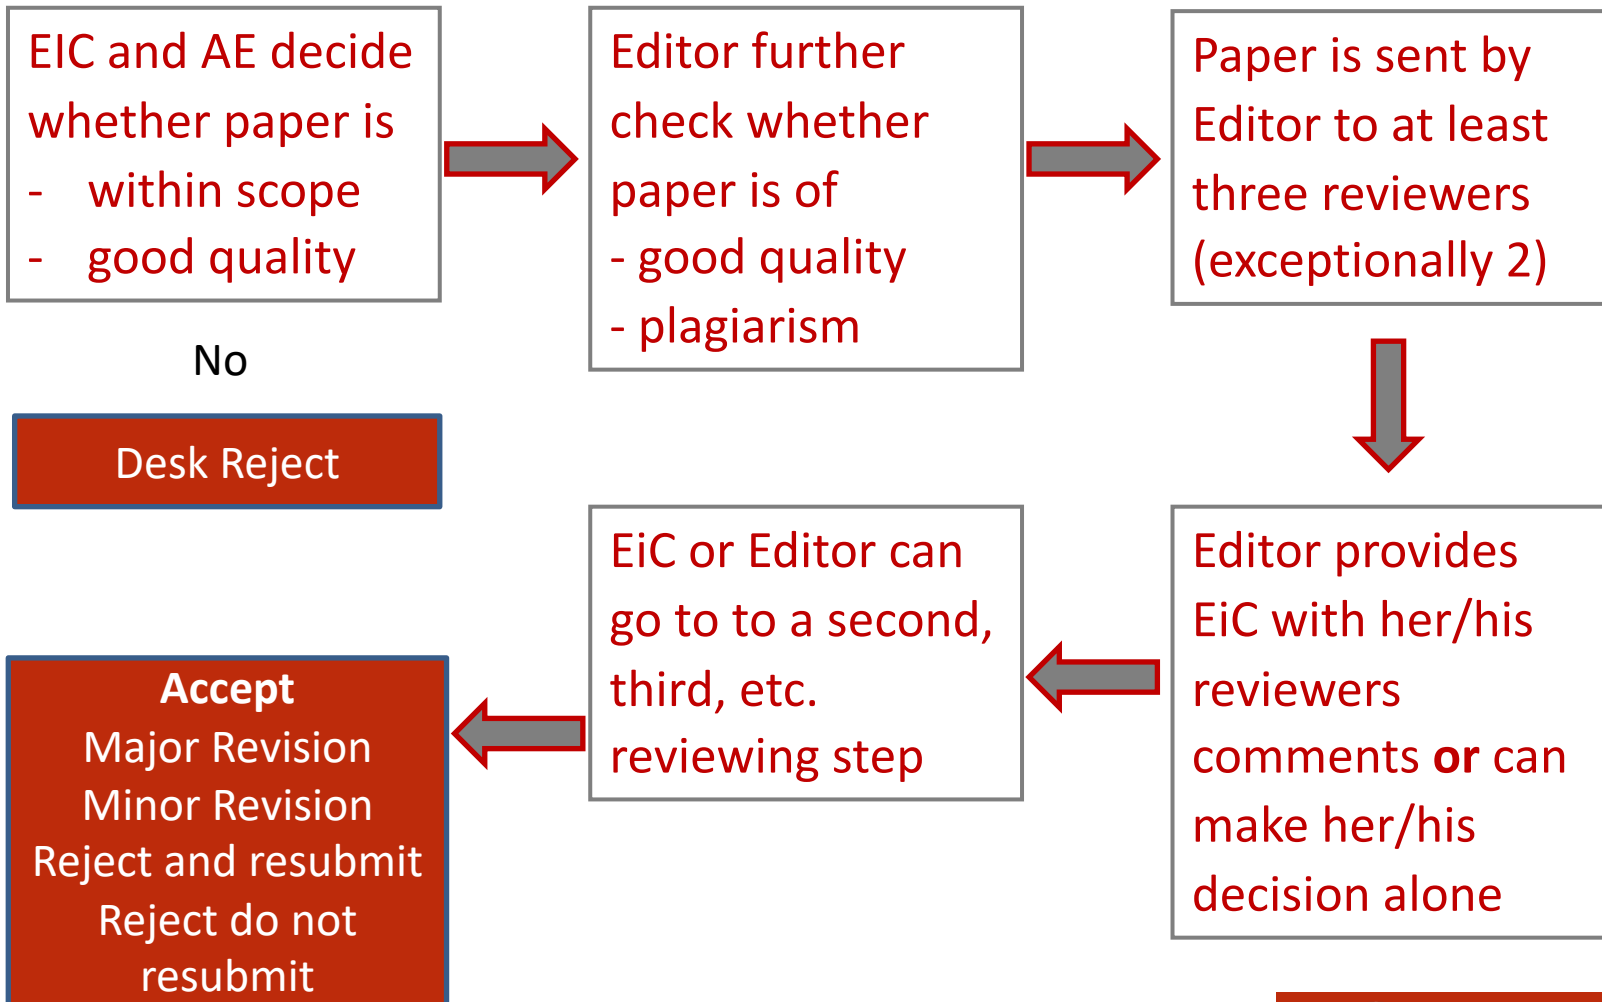 EIC and AE decide
whether paper is
- within scope
- good quality
Editor further
check whether
paper is of
- good quality
- plagiarism
Paper is sent by
Editor to at least
three reviewers
(exceptionally 2)
No
Desk Reject
Editor provides
EiC with her/his
reviewers
comments or can
make her/his
decision alone
EiC or Editor can
go to to a second,
third, etc.
reviewing step
Accept
Major Revision
Minor Revision
Reject and resubmit
Reject do not
resubmit